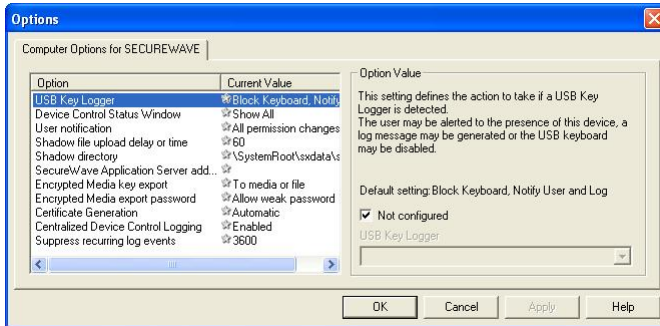 Options
Computer Options for SECUREWAVE
Option Current Value
USB Key Logger Block Keyboard, Notify
Device Control Status Window Show All
User notification All permission changes
Shadow file upload delay or time 60
Shadow directory \SystemRoot\sxdata\s
SecureWave Application Server add...
Encrypted Media key export To media or file
Encrypted Media export password Allow weak password
Certificate Generation Automatic
Centralized Device Control Logging Enabled
Suppress recurring log events 3600
Option Value
This setting defines the action to take if a USB Key
Logger is detected.
The user may be alerted to the presence of this device, a
log message may be generated or the USB keyboard
may be disabled.
Default setting: Block Keyboard, Notify User and Log
Not configured
USB Key Logger
OK Cancel Apply Help